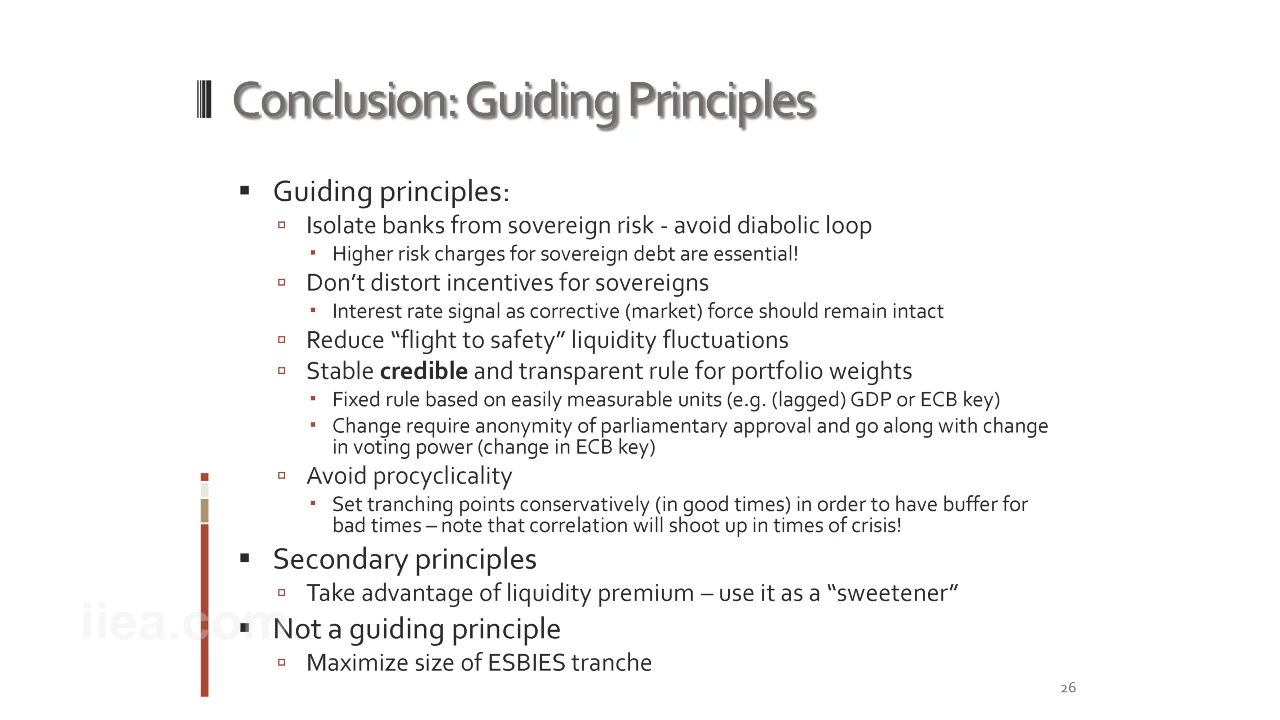 Conclusion: Guiding Principles
Guiding principles:
Isolate banks from sovereign risk - avoid diabolic loop
Higher risk charges for sovereign debt are essential!
Don’t distort incentives for sovereigns
Interest rate signal as corrective (market) force should remain intact
Reduce “flight to safety” liquidity fluctuations
Stable credible and transparent rule for portfolio weights
Fixed rule based on easily measurable units (e.g. (lagged) GDP or ECB key)
Change require anonymity of parliamentary approval and go along with change
in voting power (change in ECB key)
Avoid procyclicality
Set tranching points conservatively (in good times) in order to have buffer for
bad times – note that correlation will shoot up in times of crisis!
Secondary principles
Take advantage of liquidity premium – use it as a “sweetener”
iiea.com
Not a guiding principle
Maximize size of ESBIES tranche
26